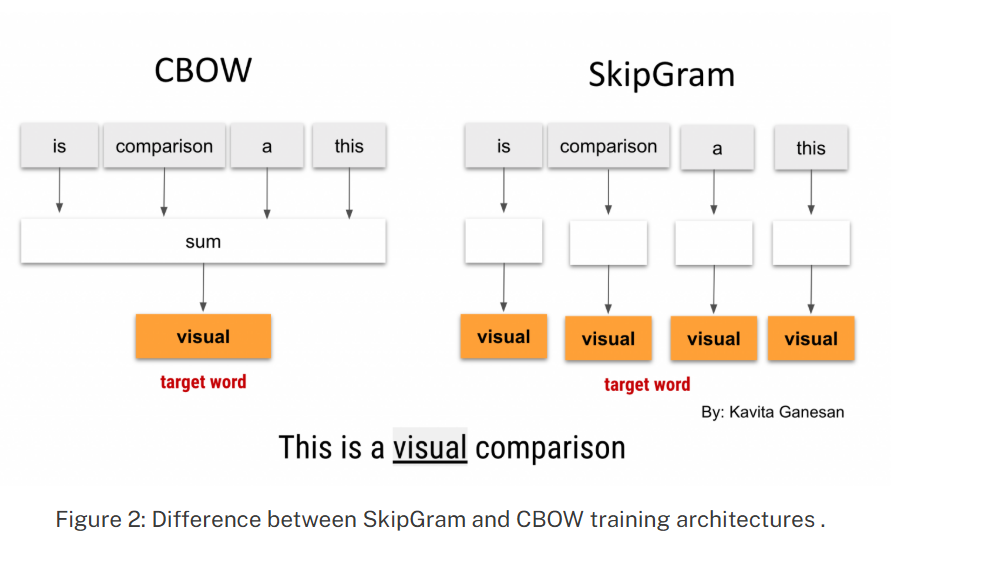 CBOW
is comparison a this
sum
visual
target word
SkipGram
is comparison a this
visual visual visual visual
target word
By: Kavita Ganesan
This is a visual comparison
Figure 2: Difference between SkipGram and CBOW training architectures .